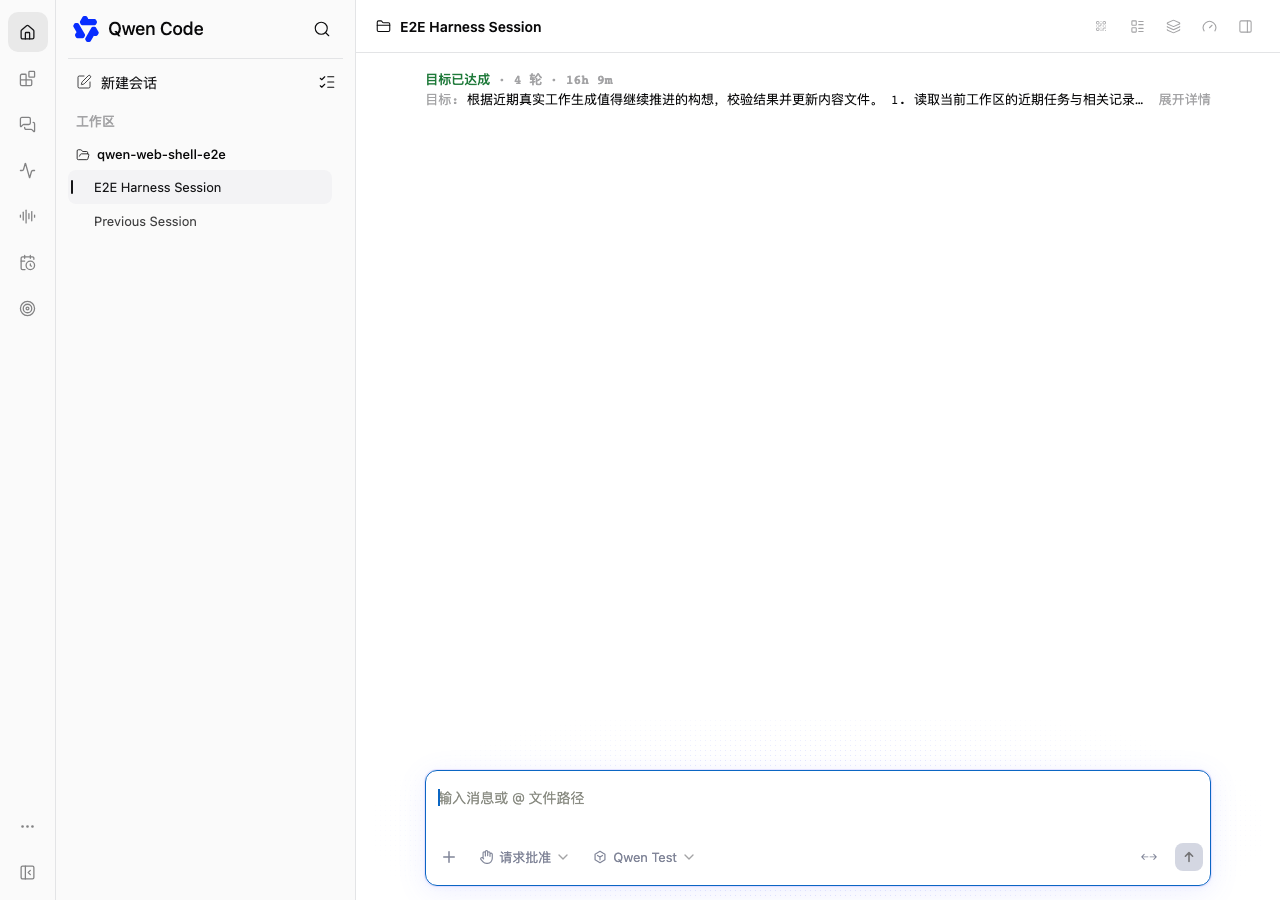 Qwen Code
新建会话
工作区
qwen-web-shell-e2e
E2E Harness Session
Previous Session
E2E Harness Session
目标已达成 · 4 轮 · 16h 9m
目标: 根据近期真实工作生成值得继续推进的构想，校验结果并更新内容文件。 1. 读取当前工作区的近期任务与相关记录… 展开详情
输入消息或 @ 文件路径
请求批准 Qwen Test